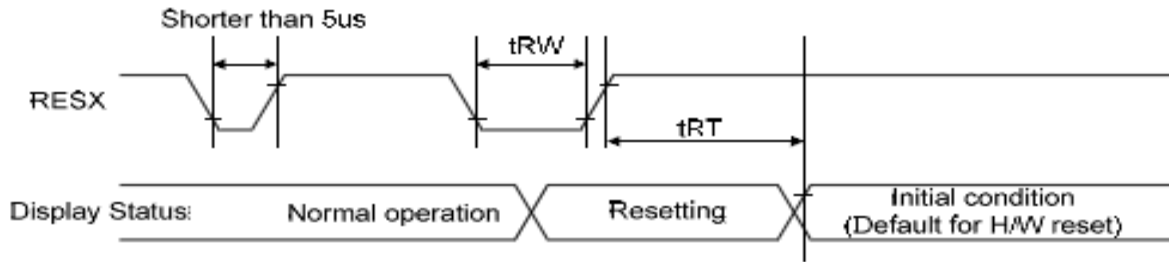 Shorter than 5us
tRW
RESX
tRT
Display Status:
Normal operation
Resetting
Initial condition
(Default for H/W reset)